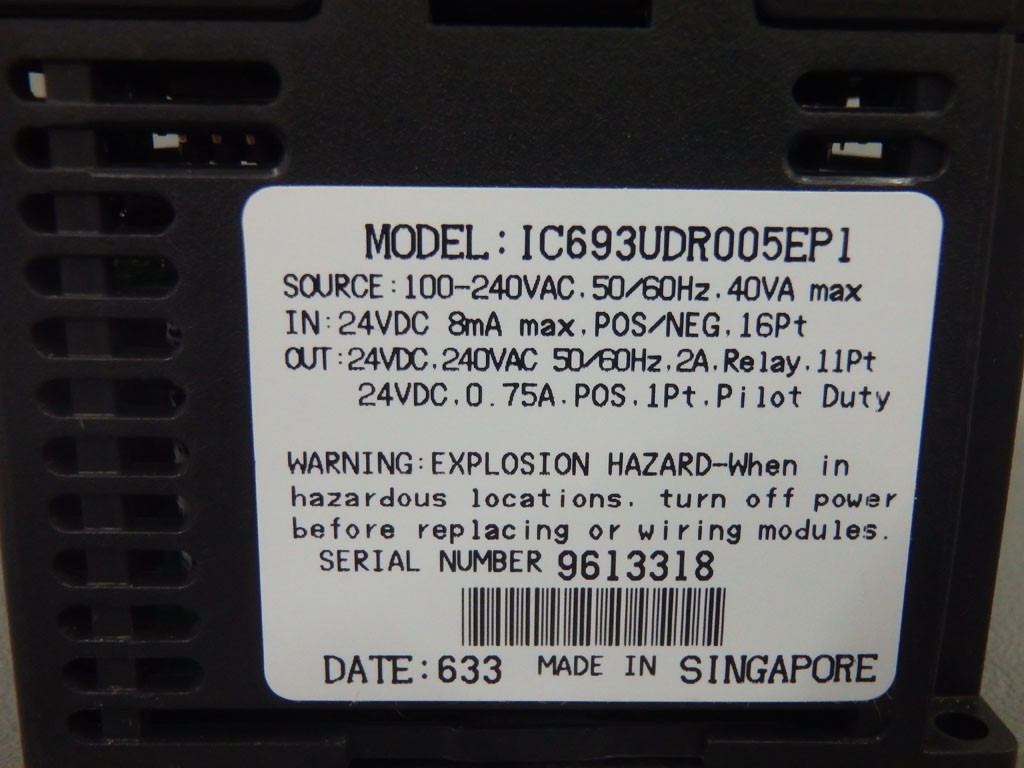 MODEL: IC693UDR005EP1
SOURCE: 100-240VAC, 50/60Hz, 40VA max
IN: 24VDC 8mA max, POS/NEG, 16Pt
OUT: 24VDC, 240VAC 50/60Hz, 2A, Relay, 11Pt
24VDC, 0.75A, POS, 1Pt, Pilot Duty
WARNING: EXPLOSION HAZARD-When in
hazardous locations, turn off power
before replacing or wiring modules.
SERIAL NUMBER 9613318
DATE: 633 MADE IN SINGAPORE